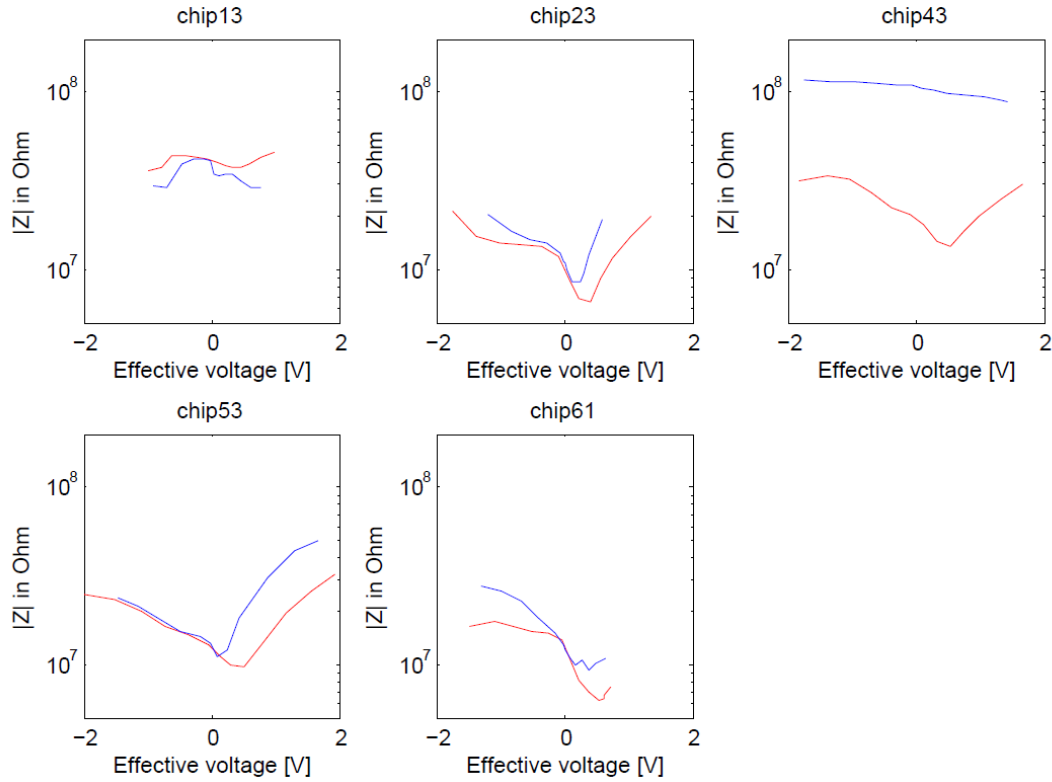 chip13
10^8
10^7
|Z| in Ohm
−2
0
2
Effective voltage [V]
chip23
10^8
10^7
|Z| in Ohm
−2
0
2
Effective voltage [V]
chip43
10^8
10^7
|Z| in Ohm
−2
0
2
Effective voltage [V]
chip53
10^8
10^7
|Z| in Ohm
−2
0
2
Effective voltage [V]
chip61
10^8
10^7
|Z| in Ohm
−2
0
2
Effective voltage [V]